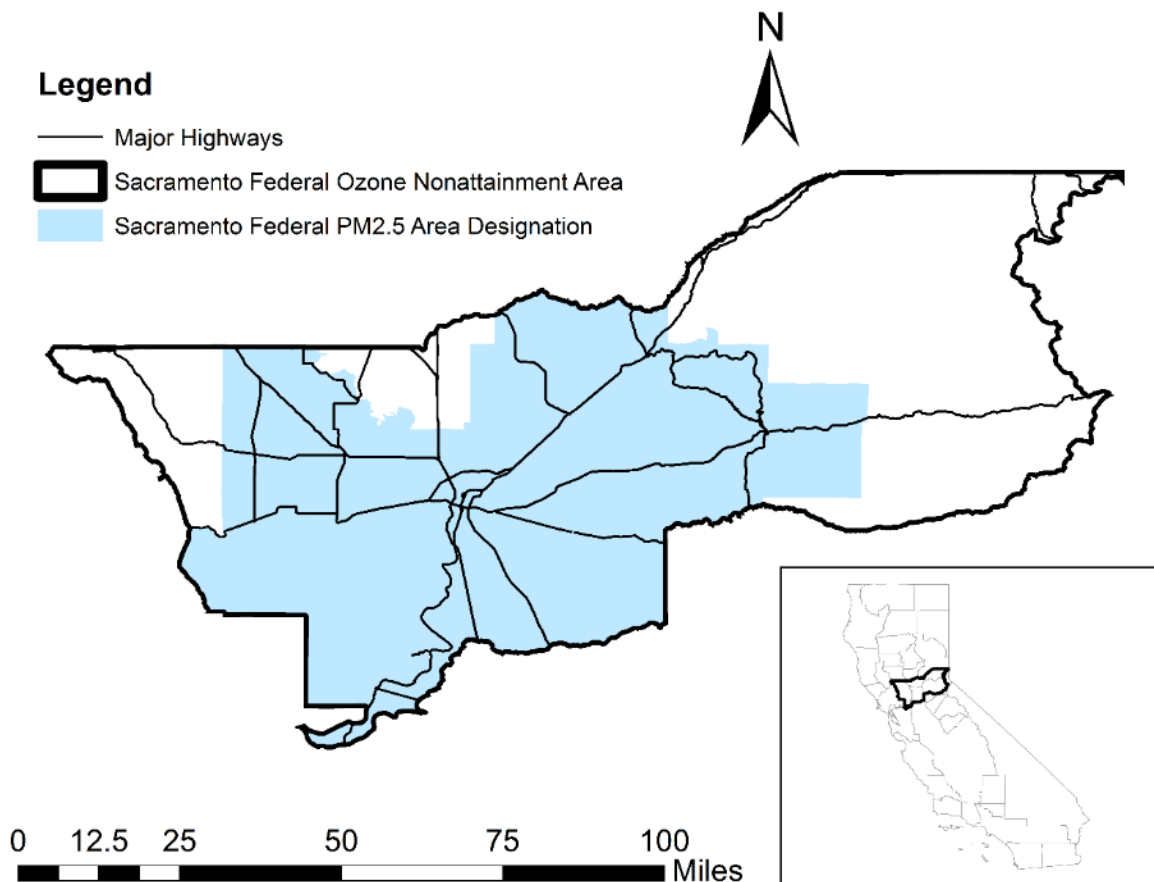 N
Legend
Major Highways
Sacramento Federal Ozone Nonattainment Area
Sacramento Federal PM2.5 Area Designation
0 12.5 25 50 75 100
Miles